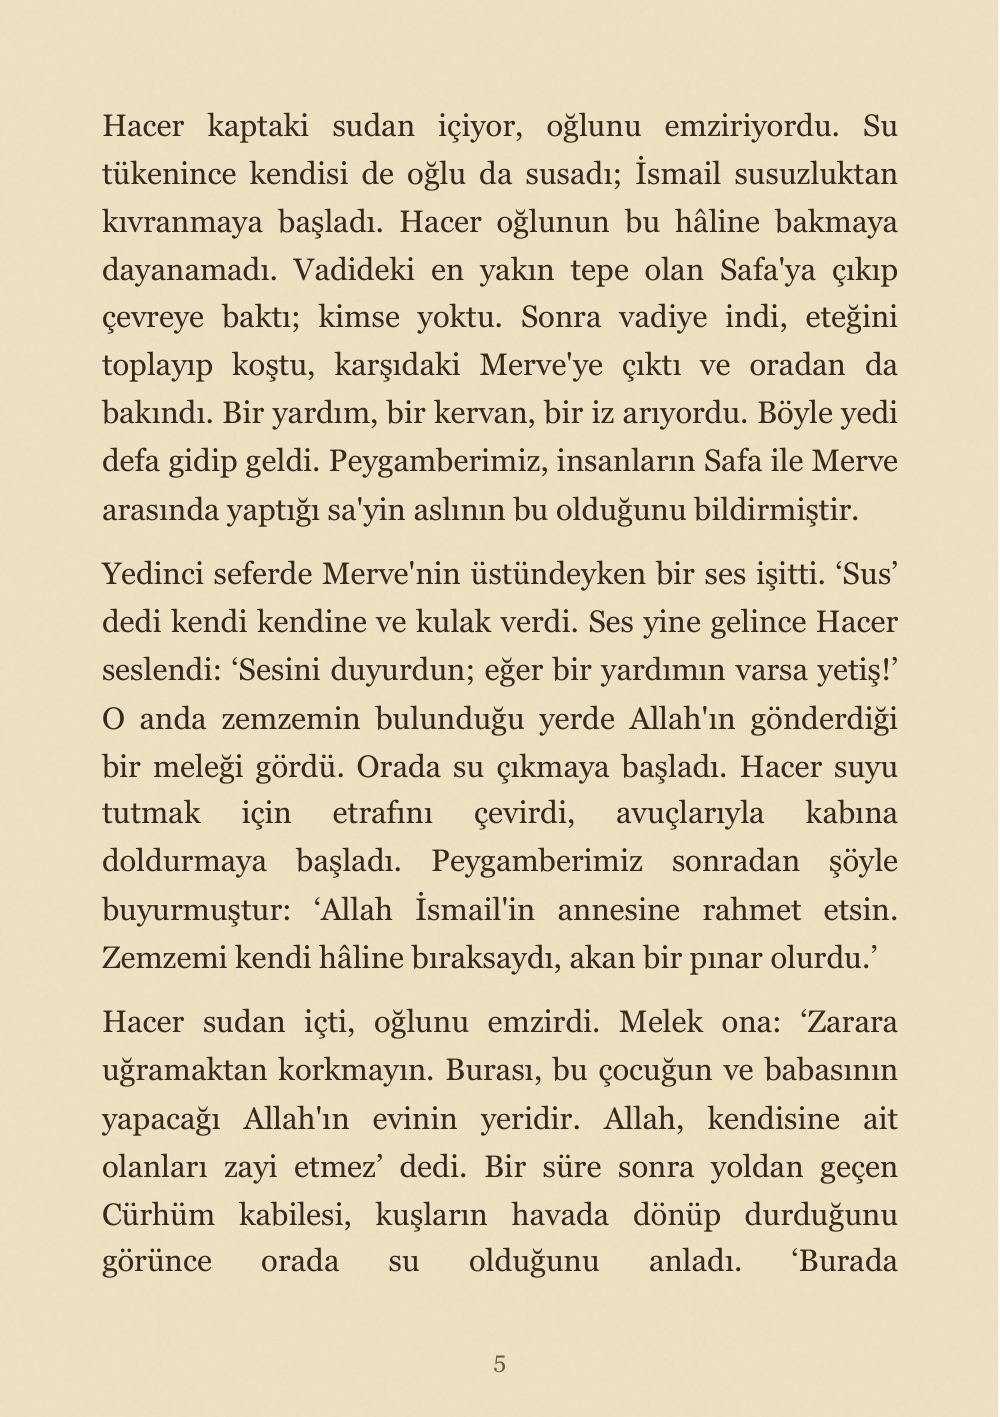 Hacer kaptaki sudan içiyor, oğlunu emziriyordu. Su
tükenince kendisi de oğlu da susadı; İsmail susuzluktan
kıvranmaya başladı. Hacer oğlunun bu hâline bakmaya
dayanamadı. Vadideki en yakın tepe olan Safa'ya çıkıp
çevreye baktı; kimse yoktu. Sonra vadiye indi, eteğini
toplayıp koştu, karşıdaki Merve'ye çıktı ve oradan da
bakındı. Bir yardım, bir kervan, bir iz arıyordu. Böyle yedi
defa gidip geldi. Peygamberimiz, insanların Safa ile Merve
arasında yaptığı sa'yin aslının bu olduğunu bildirmiştir.
Yedinci seferde Merve'nin üstündeyken bir ses işitti. ‘Sus’
dedi kendi kendine ve kulak verdi. Ses yine gelince Hacer
seslendi: ‘Sesini duyurdun; eğer bir yardımın varsa yetiş!’
O anda zemzemin bulunduğu yerde Allah'ın gönderdiği
bir meleği gördü. Orada su çıkmaya başladı. Hacer suyu
tutmak için etrafını çevirdi, avuçlarıyla kabına
doldurmaya başladı. Peygamberimiz sonradan şöyle
buyurmuştur: ‘Allah İsmail'in annesine rahmet etsin.
Zemzemi kendi hâline bıraksaydı, akan bir pınar olurdu.’
Hacer sudan içti, oğlunu emzirdi. Melek ona: ‘Zarara
uğramaktan korkmayın. Burası, bu çocuğun ve babasının
yapacağı Allah'ın evinin yeridir. Allah, kendisine ait
olanları zayi etmez’ dedi. Bir süre sonra yoldan geçen
Cürhüm kabilesi, kuşların havada dönüp durduğunu
görünce orada su olduğunu anladı. ‘Burada
5